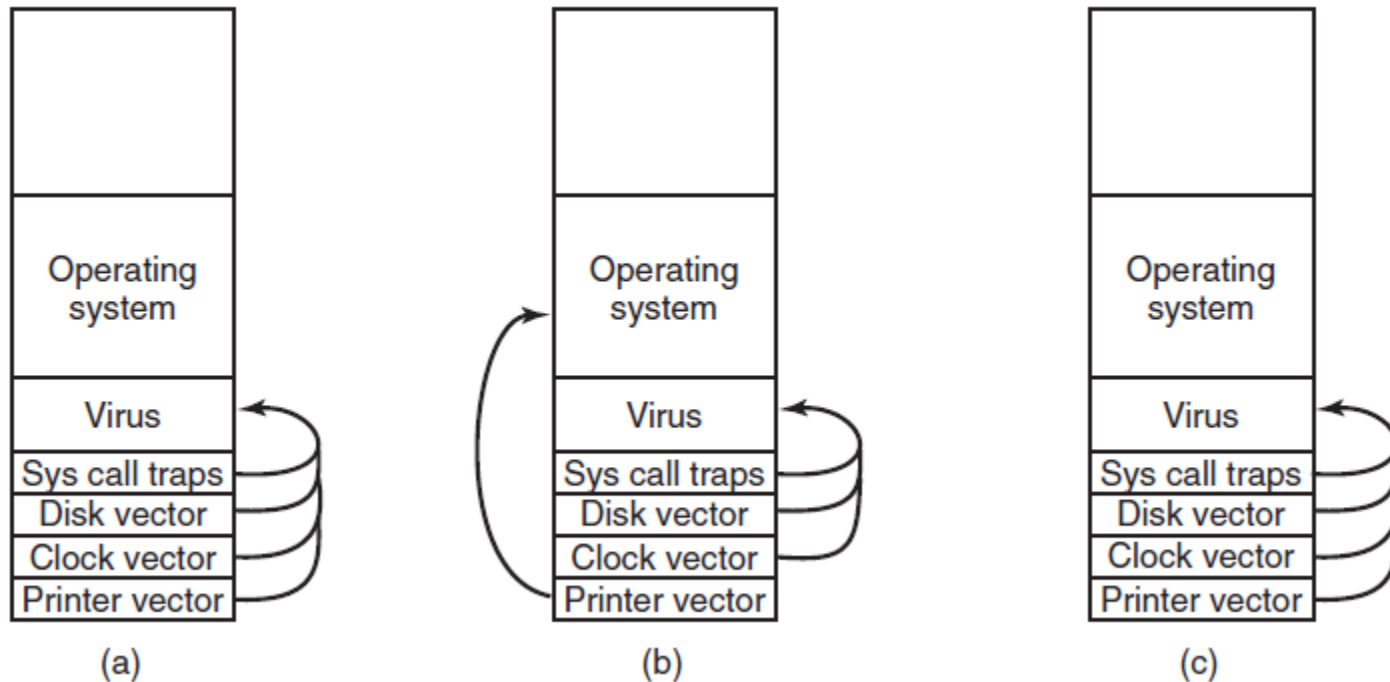 Operating
system
Virus
Sys call traps
Disk vector
Clock vector
Printer vector
(a)
Operating
system
Virus
Sys call traps
Disk vector
Clock vector
Printer vector
(b)
Operating
system
Virus
Sys call traps
Disk vector
Clock vector
Printer vector
(c)